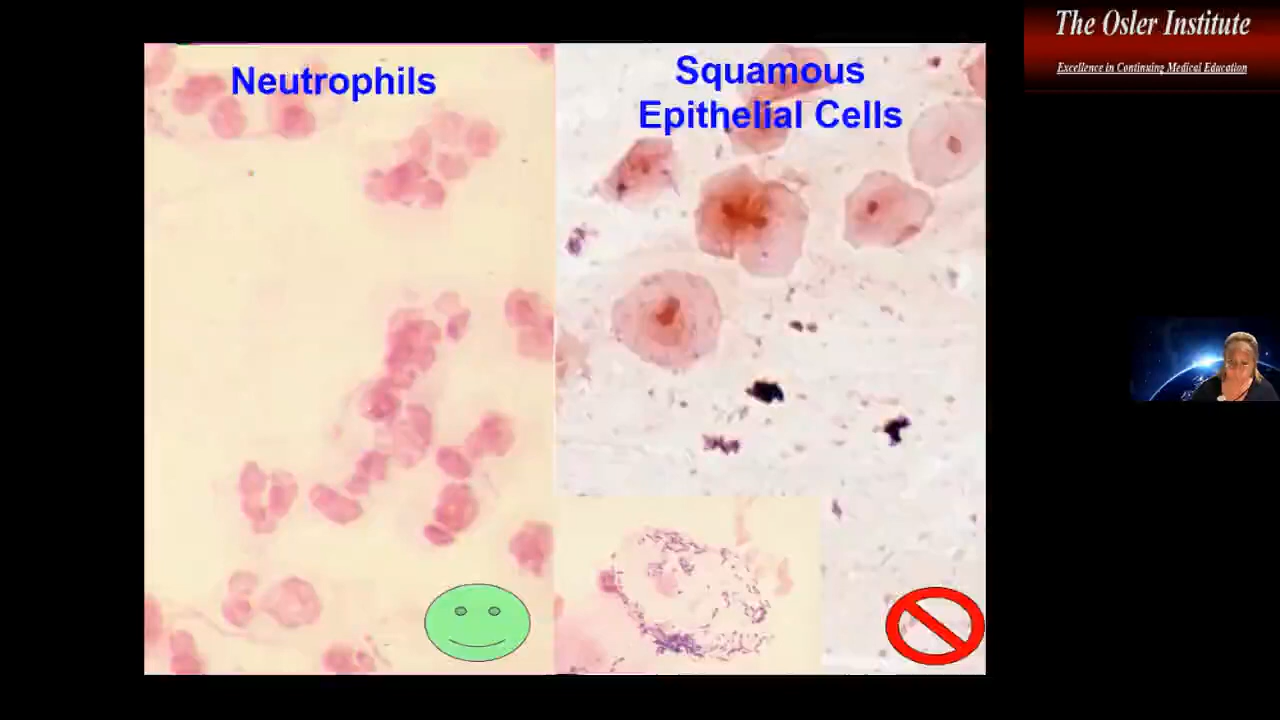 Neutrophils
Squamous
Epithelial Cells
The Osler Institute
Excellence in Continuing Medical Education